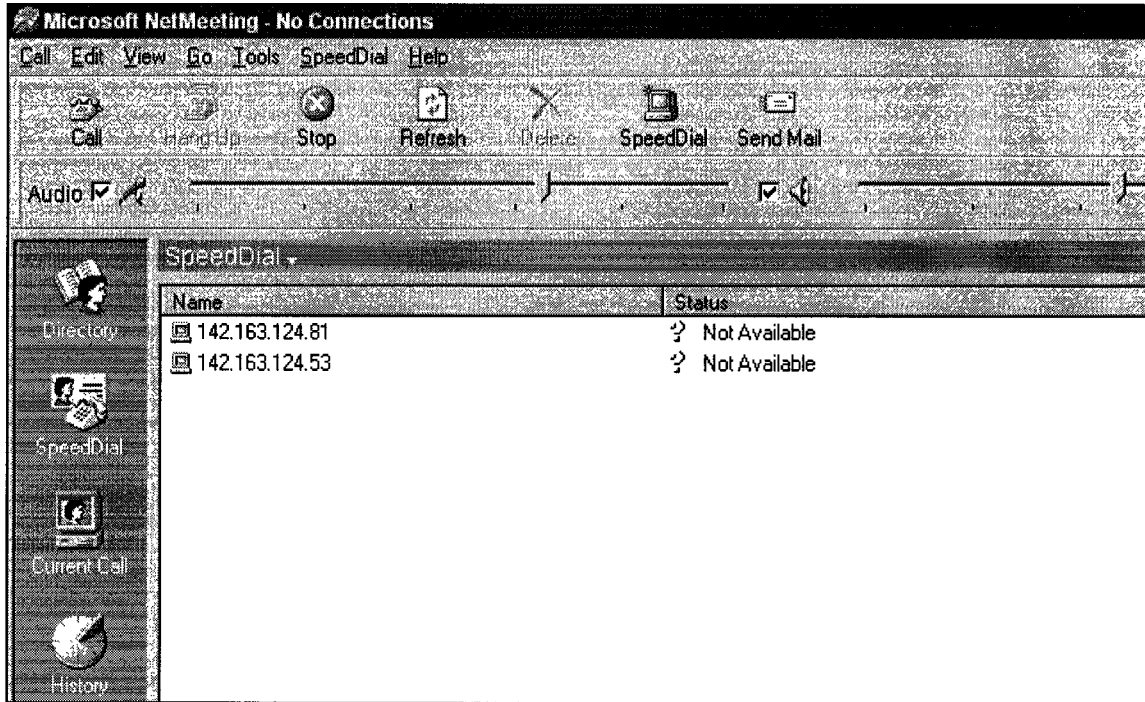 Microsoft NetMeeting - No Connections
Call Edit View Go Tools SpeedDial Help
Call Hang Up Stop Refresh Delete SpeedDial Send Mail
Audio
SpeedDial
Name Status
Directory
142.163.124.81 Not Available
142.163.124.53 Not Available
SpeedDial
Current Call
History